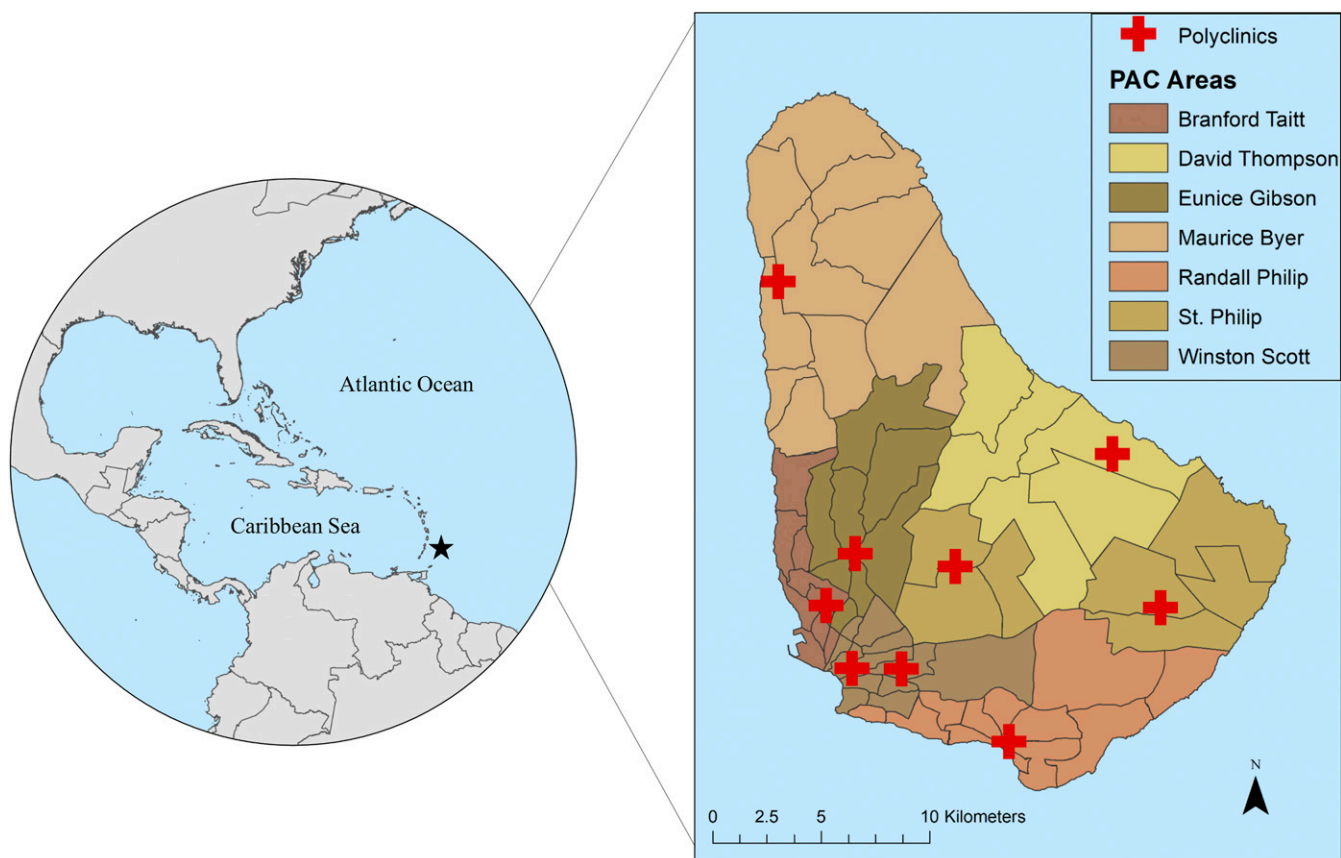 Atlantic Ocean
Caribbean Sea
Polyclinics
PAC Areas
Branford Taitt
David Thompson
Eunice Gibson
Maurice Byer
Randall Philip
St. Philip
Winston Scott
N
0 2.5 5 10 Kilometers